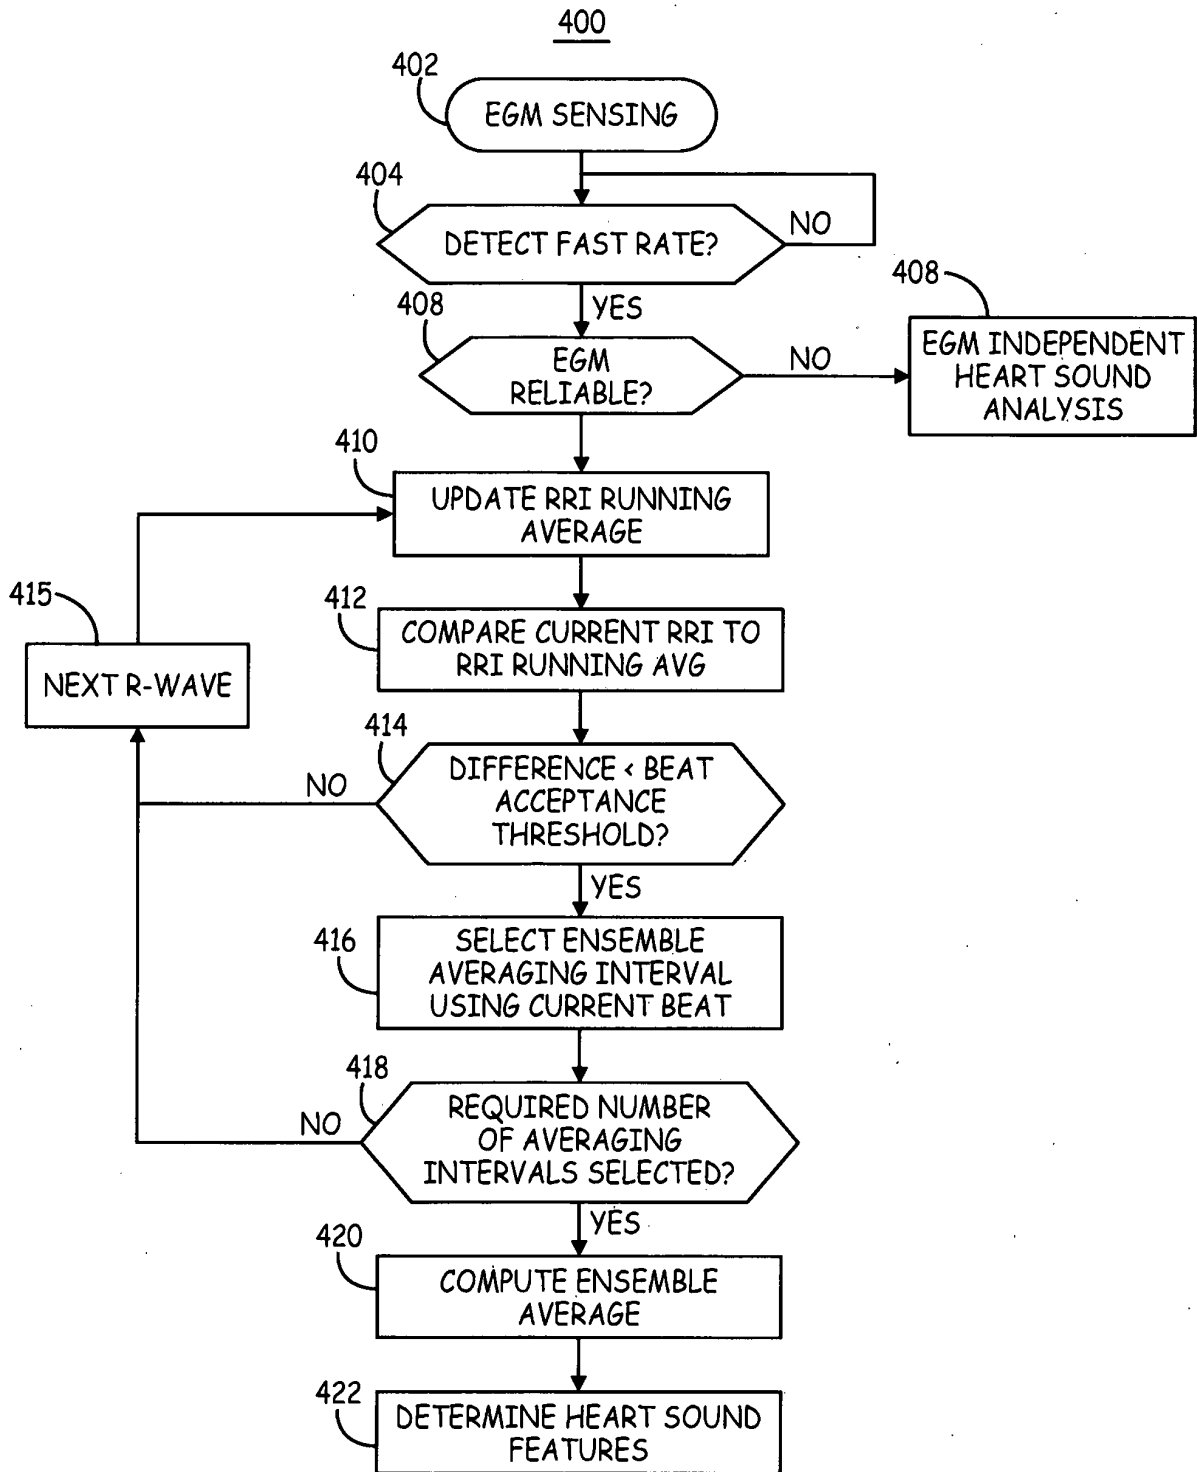 400
402
EGM SENSING
404
DETECT FAST RATE?
NO
YES
408
EGM
RELIABLE?
NO
408
EGM INDEPENDENT
HEART SOUND
ANALYSIS
410
UPDATE RRI RUNNING
AVERAGE
412
COMPARE CURRENT RRI TO
RRI RUNNING AVG
415
NEXT R-WAVE
414
DIFFERENCE < BEAT
ACCEPTANCE
THRESHOLD?
NO
YES
416
SELECT ENSEMBLE
AVERAGING INTERVAL
USING CURRENT BEAT
418
REQUIRED NUMBER
OF AVERAGING
INTERVALS SELECTED?
NO
YES
420
COMPUTE ENSEMBLE
AVERAGE
422
DETERMINE HEART SOUND
FEATURES